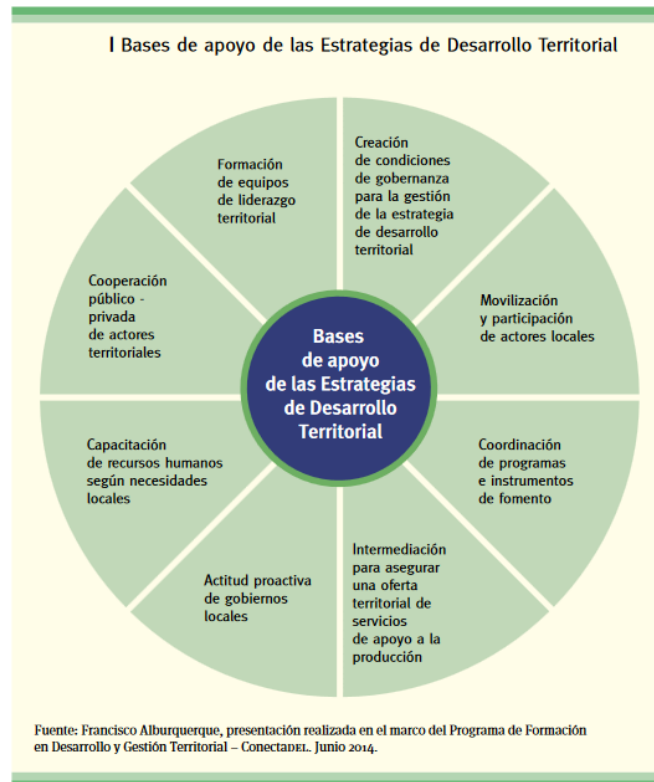 I Bases de apoyo de las Estrategias de Desarrollo Territorial
Creación
de condiciones
de gobernanza
para la gestión
de la estrategia
de desarrollo
territorial
Movilización
y participación
de actores locales
Coordinación
de programas
e instrumentos
de fomento
Intermediación
para asegurar
una oferta
territorial de
servicios
de apoyo a la
producción
Actitud proactiva
de gobiernos
locales
Capacitación
de recursos humanos
según necesidades
locales
Cooperación
público -
privada
de actores
territoriales
Formación
de equipos
de liderazgo
territorial
Bases
de apoyo
de las Estrategias
de Desarrollo
Territorial
Fuente: Francisco Alburquerque, presentación realizada en el marco del Programa de Formación
en Desarrollo y Gestión Territorial – ConectaDEL. Junio 2014.